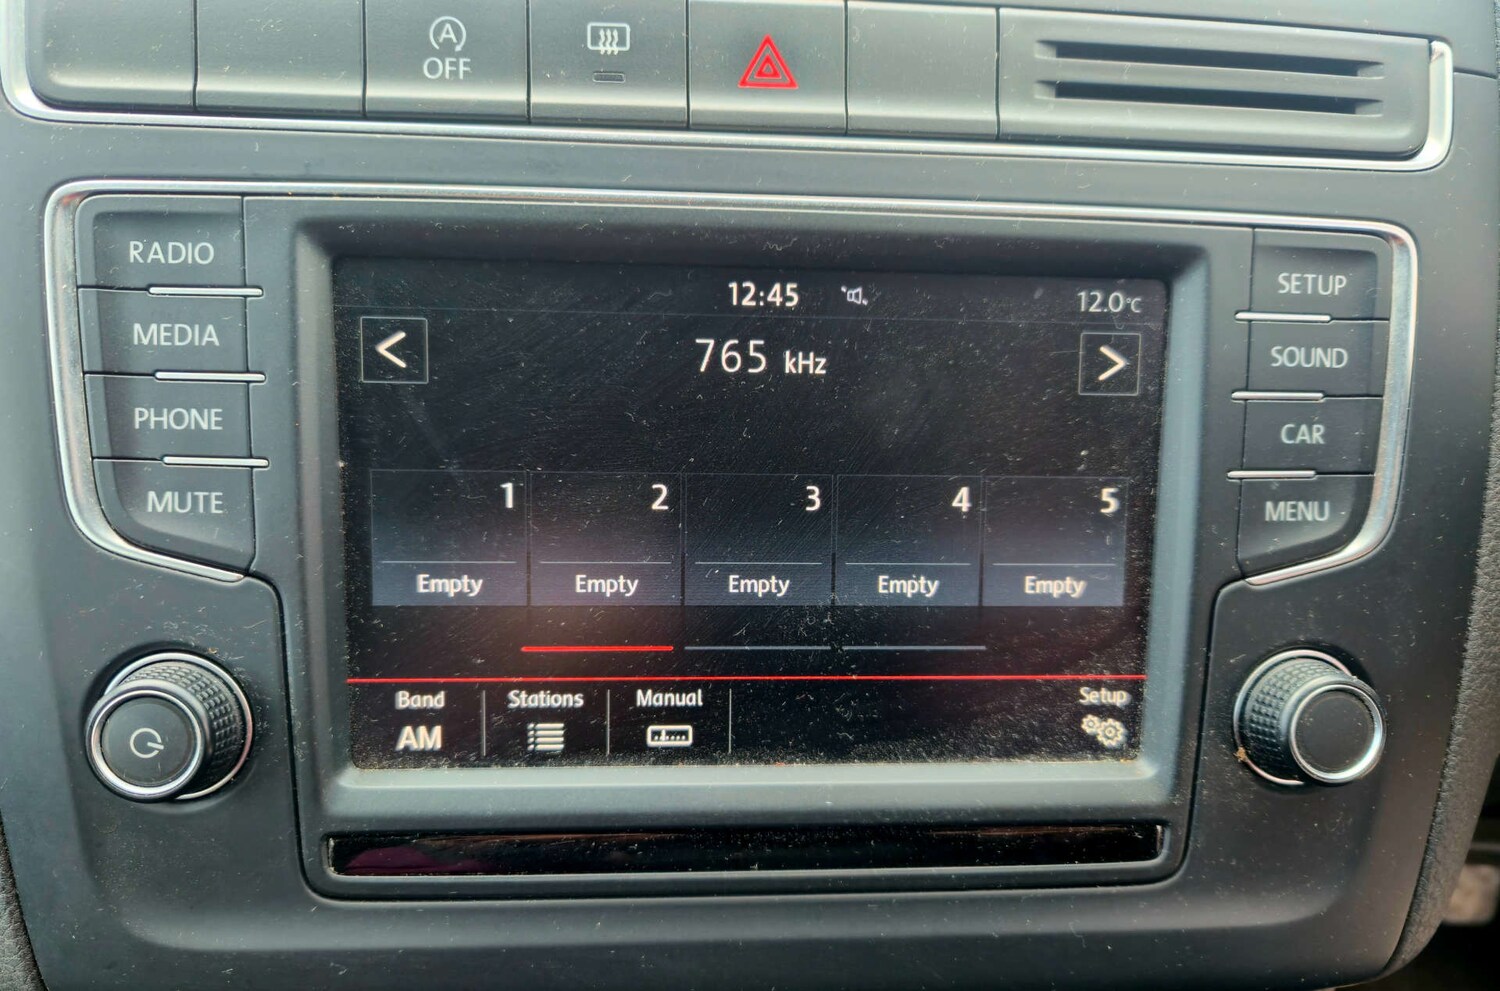 A
OFF
RADIO
MEDIA
PHONE
MUTE
12:45
12.0°C
<
765 kHz
>
1
2
3
4
5
Empty
Empty
Empty
Empty
Empty
Band
AM
Stations
Manual
Setup
SETUP
SOUND
CAR
MENU